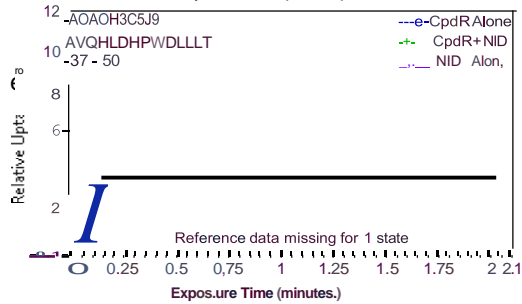 12
-AOAOH3C5J9
AVQHLDHPWDLLLT
-37 - 50
---e-CpdR Alone
-+- CpdR+NID
_,.__ NID Alon,
10
8
6
2
Relative Upt
Reference data missing for 1 state
O 0.25 0.5 0,75 1 1.25 1.5 1.75 2 2.1
Expos.ure Time (minutes.)